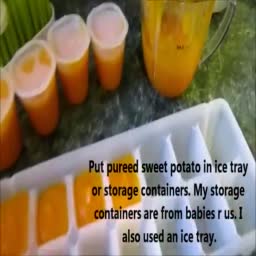 Put pureed sweet potato in ice tray
or storage containers. My storage
containers are from babies r us. I
also used an ice tray.